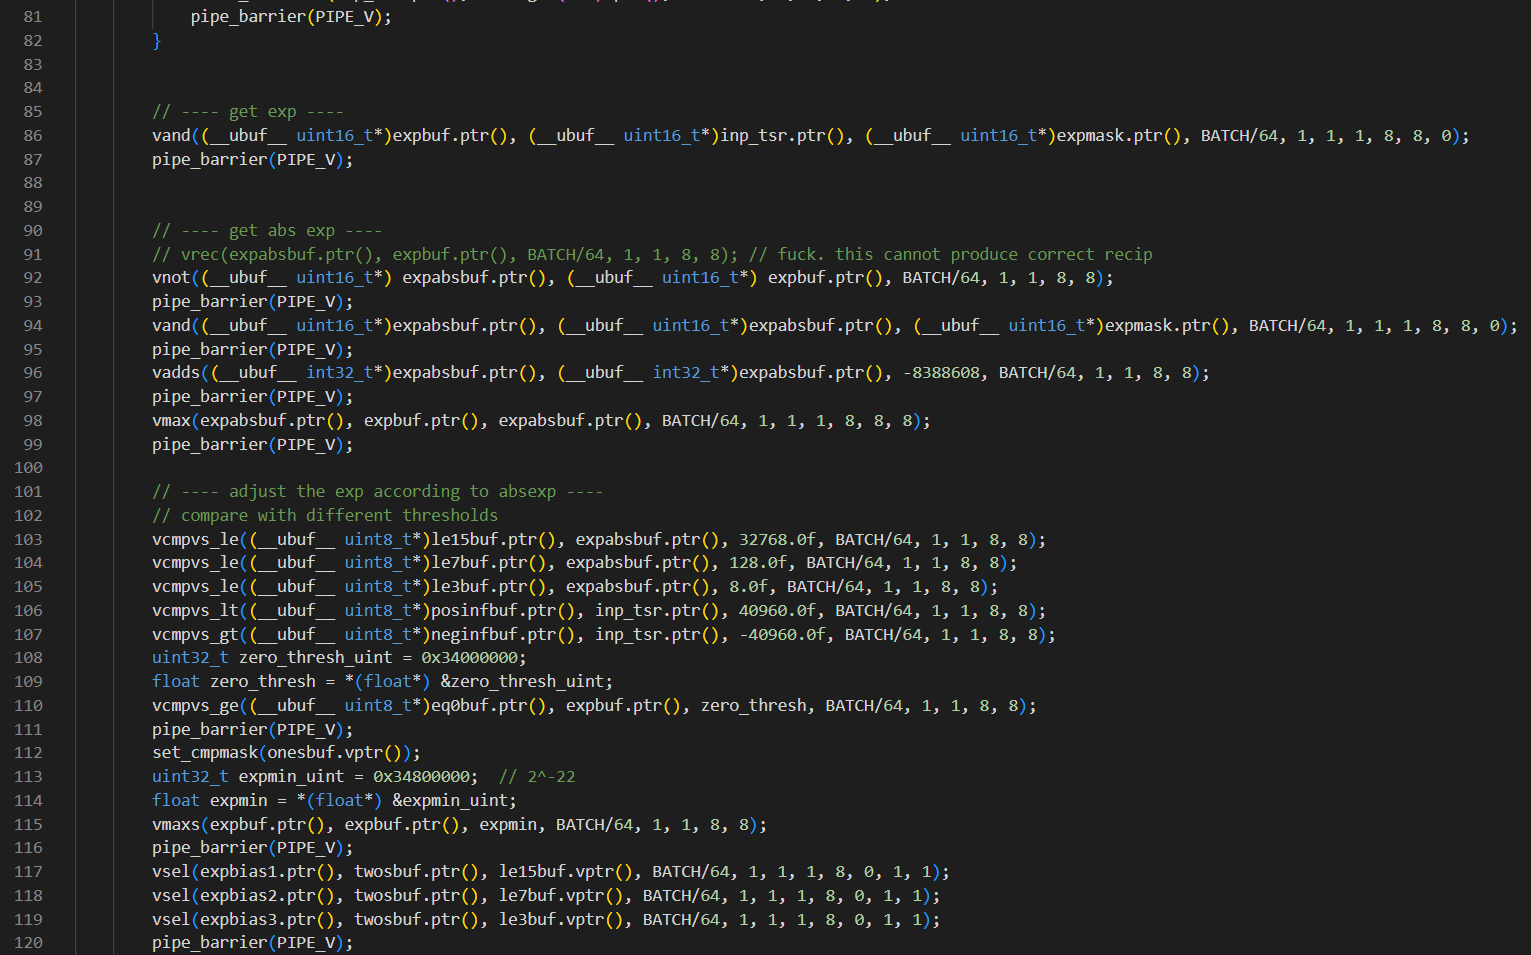 81 pipe_barrier(PIPE_V);
82 }
83
84
85 // ---- get exp ----
86 vand((__ubuf__ uint16_t*)expbuf.ptr(), (__ubuf__ uint16_t*)inp_tsr.ptr(), (__ubuf__ uint16_t*)expmask.ptr(), BATCH/64, 1, 1, 1, 8, 8, 0);
87 pipe_barrier(PIPE_V);
88
89
90 // ---- get abs exp ----
91 // vrec(expabsbuf.ptr(), expbuf.ptr(), BATCH/64, 1, 1, 8, 8); // fuck. this cannot produce correct recip
92 vnot((__ubuf__ uint16_t*) expabsbuf.ptr(), (__ubuf__ uint16_t*) expbuf.ptr(), BATCH/64, 1, 1, 8, 8);
93 pipe_barrier(PIPE_V);
94 vand((__ubuf__ uint16_t*)expabsbuf.ptr(), (__ubuf__ uint16_t*)expabsbuf.ptr(), (__ubuf__ uint16_t*)expmask.ptr(), BATCH/64, 1, 1, 1, 8, 8, 0);
95 pipe_barrier(PIPE_V);
96 vadds((__ubuf__ int32_t*)expabsbuf.ptr(), (__ubuf__ int32_t*)expabsbuf.ptr(), -8388608, BATCH/64, 1, 1, 8, 8);
97 pipe_barrier(PIPE_V);
98 vmax(expabsbuf.ptr(), expbuf.ptr(), expabsbuf.ptr(), BATCH/64, 1, 1, 1, 8, 8, 8);
99 pipe_barrier(PIPE_V);
100
101 // ---- adjust the exp according to absexp ----
102 // compare with different thresholds
103 vcmpvs_le((__ubuf__ uint8_t*)le15buf.ptr(), expabsbuf.ptr(), 32768.0f, BATCH/64, 1, 1, 8, 8);
104 vcmpvs_le((__ubuf__ uint8_t*)le7buf.ptr(), expabsbuf.ptr(), 128.0f, BATCH/64, 1, 1, 8, 8);
105 vcmpvs_le((__ubuf__ uint8_t*)le3buf.ptr(), expabsbuf.ptr(), 8.0f, BATCH/64, 1, 1, 8, 8);
106 vcmpvs_lt((__ubuf__ uint8_t*)posinfbuf.ptr(), inp_tsr.ptr(), 40960.0f, BATCH/64, 1, 1, 8, 8);
107 vcmpvs_gt((__ubuf__ uint8_t*)neginfbuf.ptr(), inp_tsr.ptr(), -40960.0f, BATCH/64, 1, 1, 8, 8);
108 uint32_t zero_thresh_uint = 0x34000000;
109 float zero_thresh = *(float*) &zero_thresh_uint;
110 vcmpvs_ge((__ubuf__ uint8_t*)eq0buf.ptr(), expbuf.ptr(), zero_thresh, BATCH/64, 1, 1, 8, 8);
111 pipe_barrier(PIPE_V);
112 set_cmpmask(onesbuf.vptr());
113 uint32_t expmin_uint = 0x34800000;  // 2^-22
114 float expmin = *(float*) &expmin_uint;
115 vmaxs(expbuf.ptr(), expbuf.ptr(), expmin, BATCH/64, 1, 1, 8, 8);
116 pipe_barrier(PIPE_V);
117 vsel(expbias1.ptr(), twosbuf.ptr(), le15buf.vptr(), BATCH/64, 1, 1, 1, 8, 0, 1, 1);
118 vsel(expbias2.ptr(), twosbuf.ptr(), le7buf.vptr(), BATCH/64, 1, 1, 1, 8, 0, 1, 1);
119 vsel(expbias3.ptr(), twosbuf.ptr(), le3buf.vptr(), BATCH/64, 1, 1, 1, 8, 0, 1, 1);
120 pipe_barrier(PIPE_V);